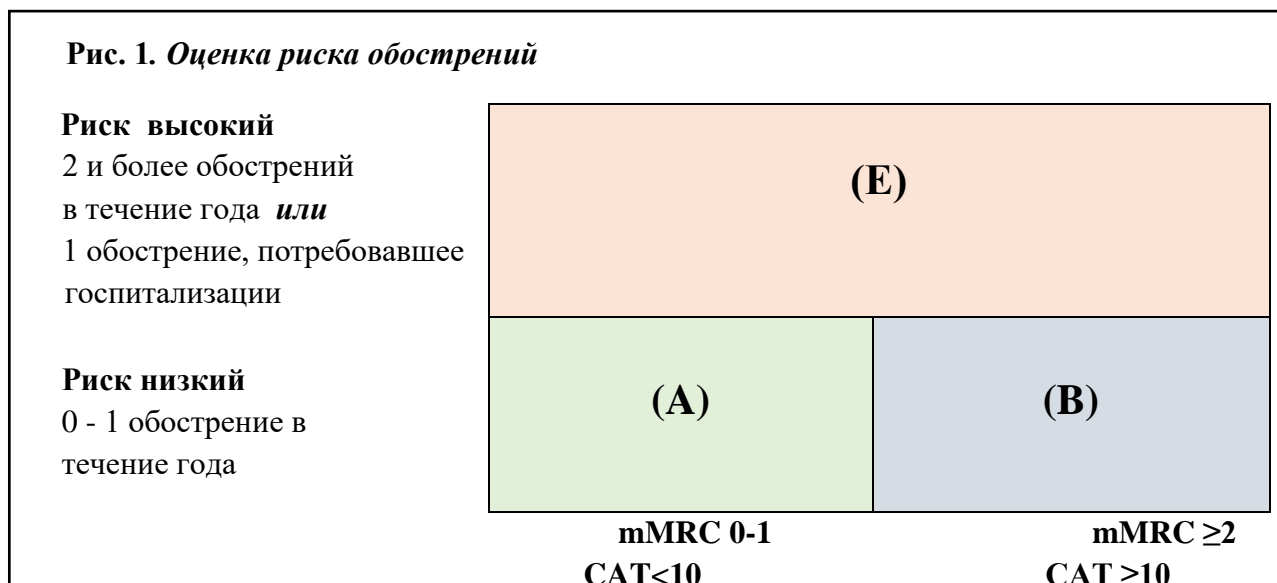 Рис. 1. Оценка риска обострений
Риск высокий
2 и более обострений
в течение года или
1 обострение, потребовавшее
госпитализации
(E)
Риск низкий
0 - 1 обострение в
течение года
(A)
(B)
mMRC 0-1
mMRC ≥2
CAT<10
CAT ≥10